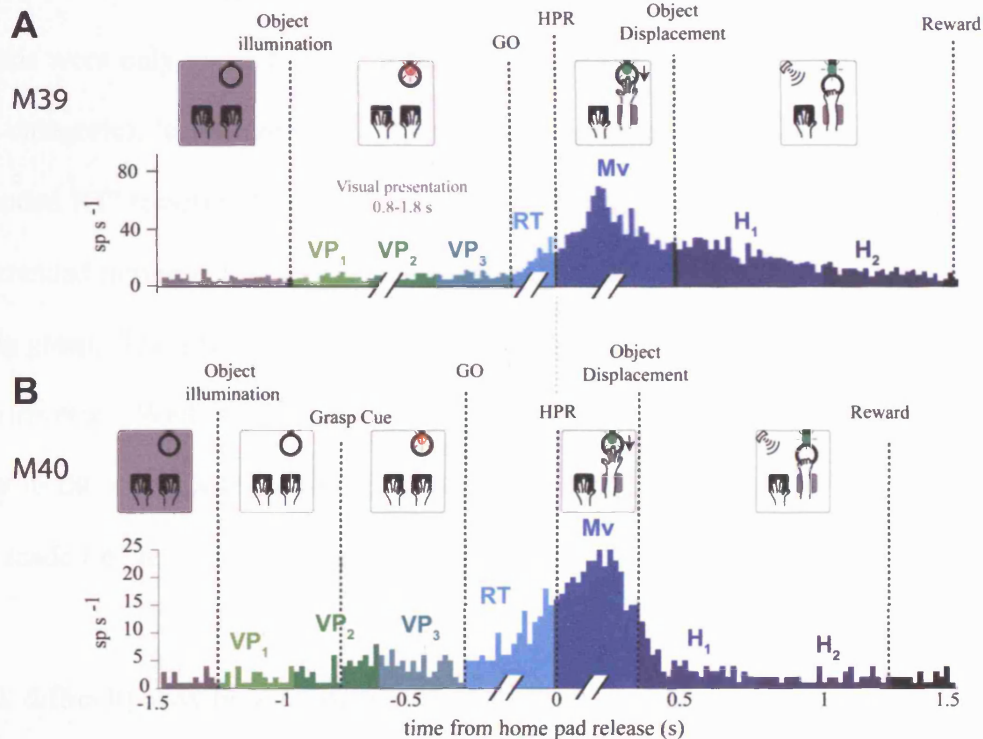 A
M39
Object
illumination
GO
HPR
Object
Displacement
Reward
80
40
0
sp s -1
Visual presentation
0.8-1.8 s
VP1
VP2
VP3
RT
Mv
H1
H2
B
M40
Object
illumination
Grasp Cue
GO
HPR
Object
Displacement
Reward
25
20
15
10
5
0
sp s -1
VP1
VP2
VP3
RT
Mv
H1
H2
-1.5
-1
-0.5
0
0.5
1
1.5
time from home pad release (s)